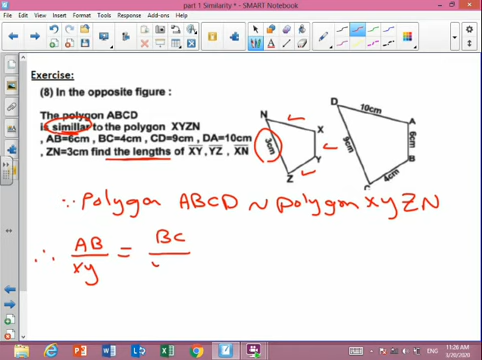 part 1 Similarity * - SMART Notebook
File Edit View Insert Format Tools Add-ons Response Help
Exercise:
(8) In the opposite figure :
The polygon ABCD
is simillar to the polygon XYZN
, AB=6cm, BC=4cm, CD=9cm, DA=10cm
, ZN=3cm find the lengths of XY, YZ, XN
N X Y Z 3cm
D 10cm A 6cm B 4cm C 9cm
∵ Polygon ABCD ~ polygon XYZN
∴ AB/XY = BC/
ENG 11:28 AM
3/20/2020